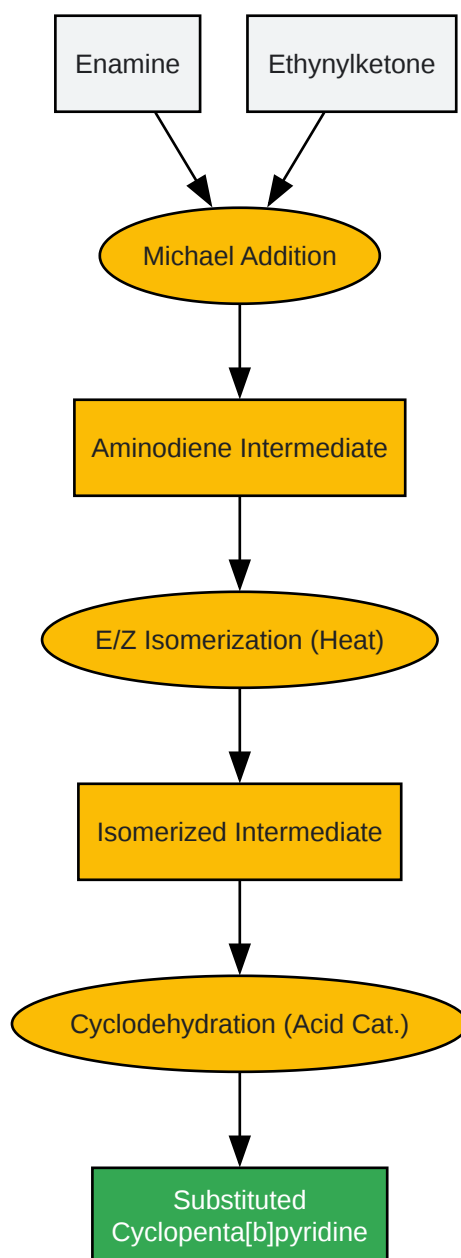 Enamine
Ethynylketone
Michael Addition
Aminodiene Intermediate
E/Z Isomerization (Heat)
Isomerized Intermediate
Cyclodehydration (Acid Cat.)
Substituted
Cyclopenta[b]pyridine